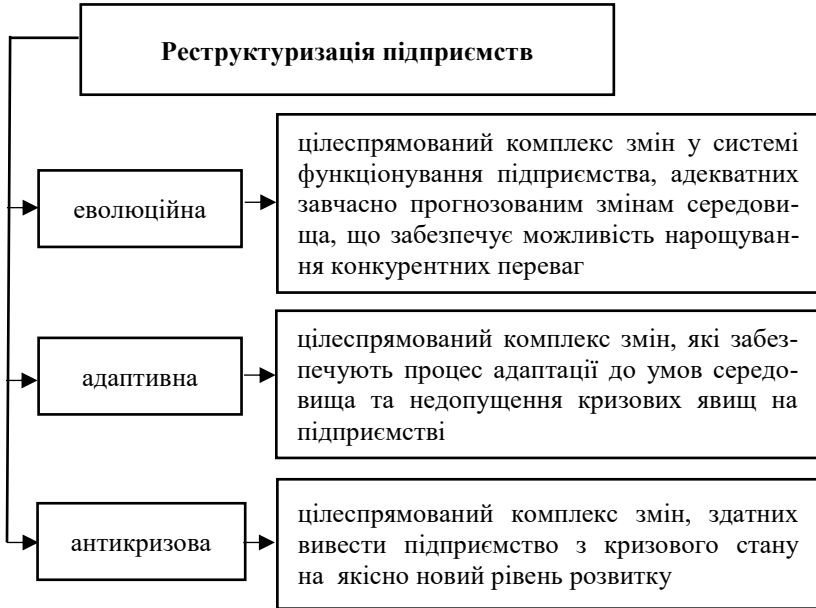 Реструктуризація підприємств
еволюційна
цілеспрямований комплекс змін у системі
функціонування підприємства, адекватних
завчасно прогнозованим змінам середови-
ща, що забезпечує можливість нарощуван-
ня конкурентних переваг
адаптивна
цілеспрямований комплекс змін, які забез-
печують процес адаптації до умов середо-
вища та недопущення кризових явищ на
підприємстві
антикризова
цілеспрямований комплекс змін, здатних
вивести підприємство з кризового стану
на якісно новий рівень розвитку